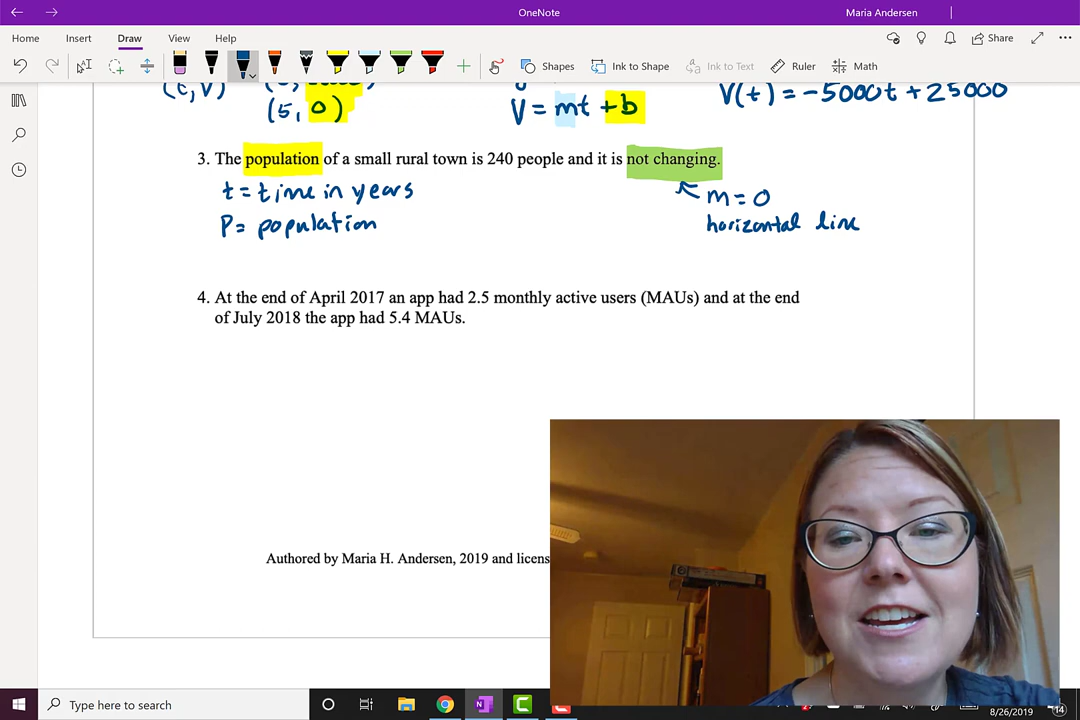 OneNote
Maria Andersen
Home Insert Draw View Help
Share
Shapes Ink to Shape Ink to Text Ruler Math
(5, 0)
V = mt + b
V(t) = -5000t + 25000
3. The population of a small rural town is 240 people and it is not changing.
t = time in years
m = 0
P = population
horizontal line
4. At the end of April 2017 an app had 2.5 monthly active users (MAUs) and at the end
of July 2018 the app had 5.4 MAUs.
Authored by Maria H. Andersen, 2019 and licens
Type here to search
8/26/2019
14